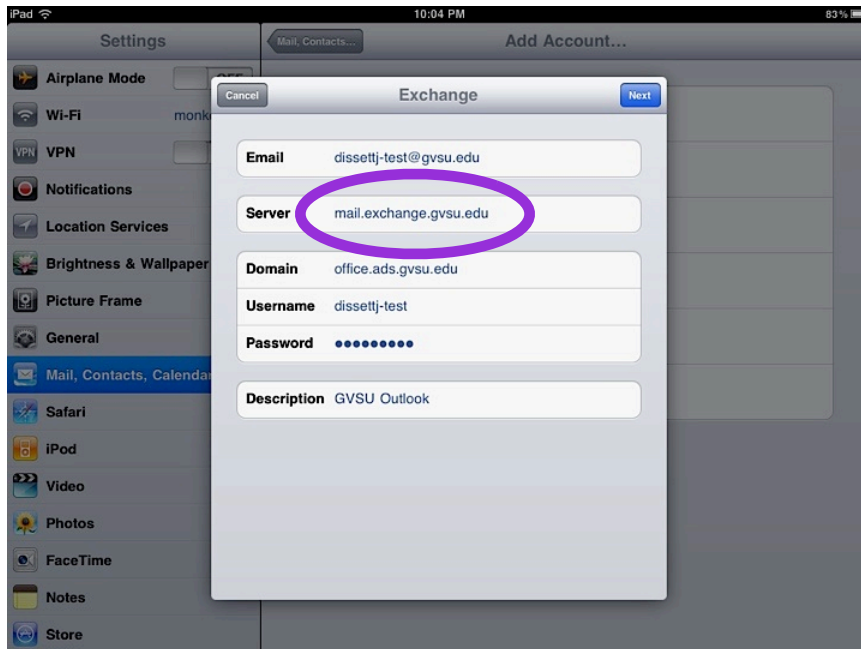 iPad 10:04 PM 83%
Settings Mail, Contacts... Add Account...
Airplane Mode
Wi-Fi
VPN VPN
Notifications
Location Services
Brightness & Wallpaper
Picture Frame
General
Mail, Contacts, Calenda
Safari
iPod
Video
Photos
FaceTime
Notes
Store
Cancel Exchange Next
Email dissettj-test@gvsu.edu
Server mail.exchange.gvsu.edu
Domain office.ads.gvsu.edu
Username dissettj-test
Password ●●●●●●●●●
Description GVSU Outlook